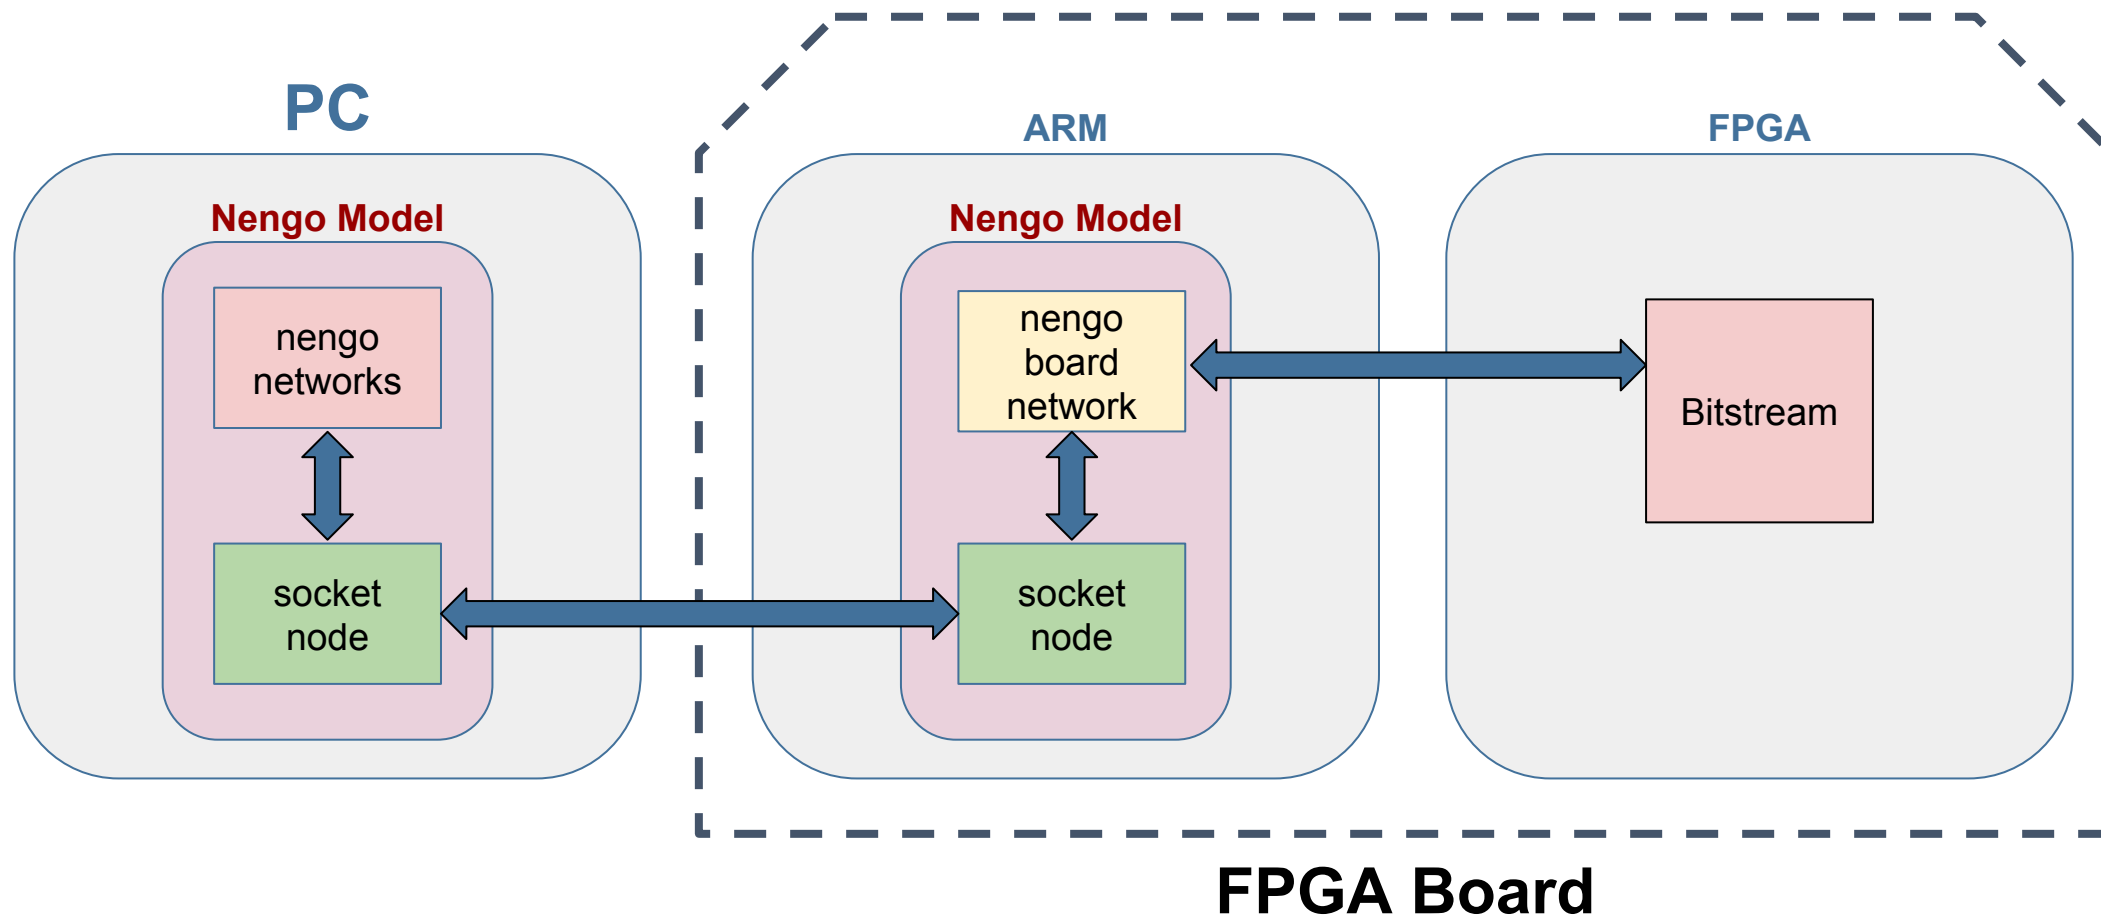 PC
ARM
FPGA
Nengo Model
nengo
networks
socket
node
Nengo Model
nengo
board
network
socket
node
Bitstream
FPGA Board